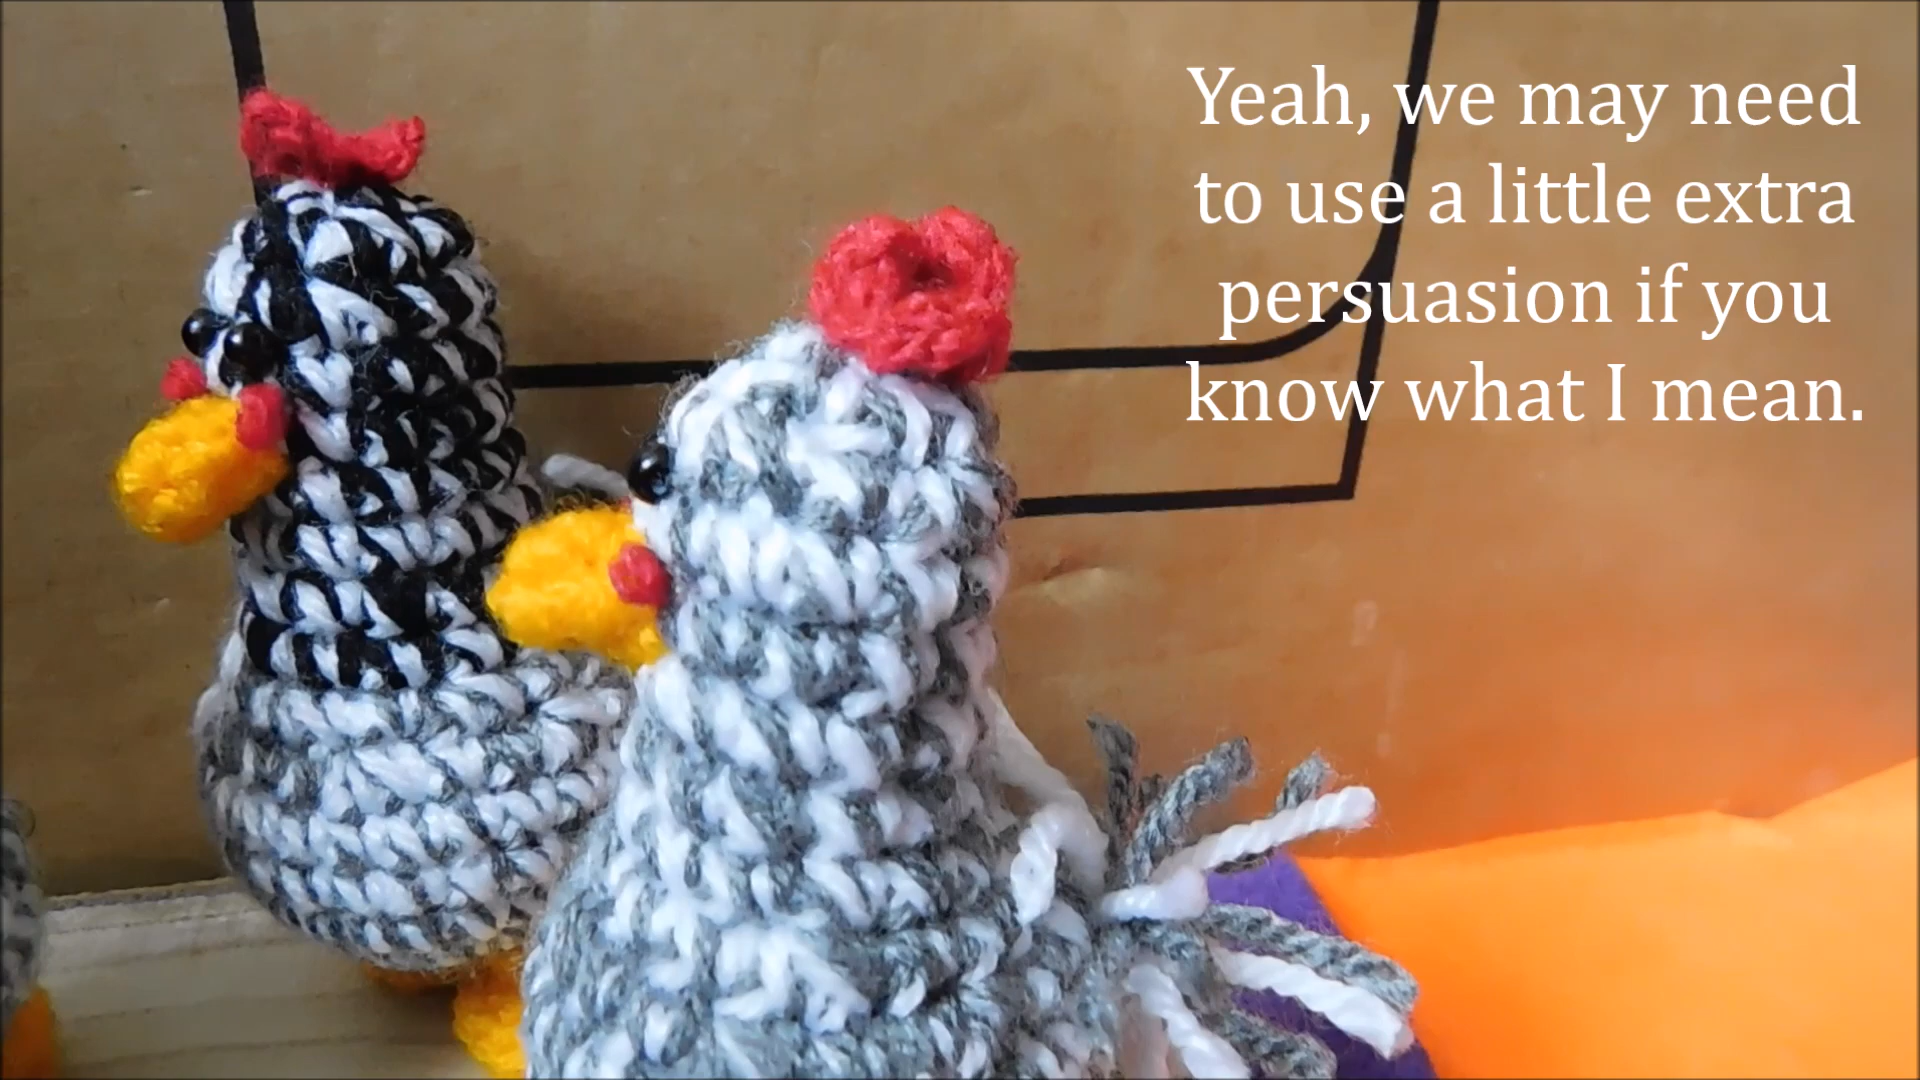 Yeah, we may need
to use a little extra
persuasion if you
know what I mean.